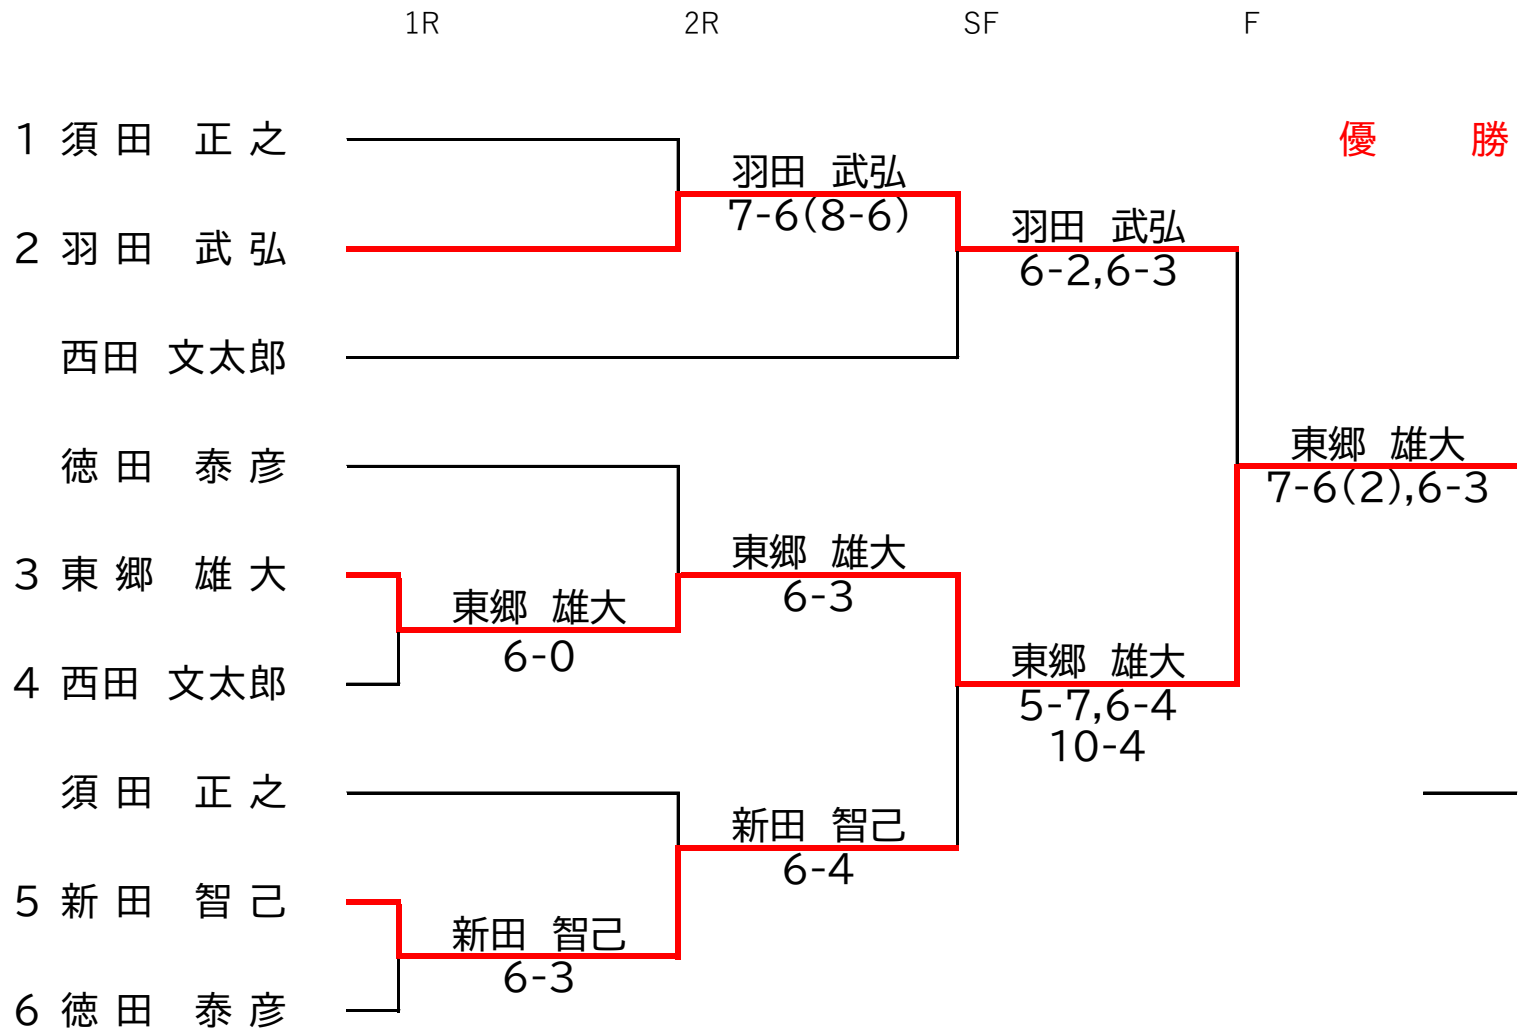 1R 2R SF F
優 勝
1 須 田 正 之
羽田 武弘
7-6(8-6)
2 羽 田 武 弘
羽田 武弘
6-2,6-3
西田 文太郎
徳 田 泰 彦
東郷 雄大
7-6(2),6-3
3 東 郷 雄 大
東郷 雄大
6-3
東郷 雄大
6-0
4 西田 文太郎
東郷 雄大
5-7,6-4
10-4
須 田 正 之
新田 智己
6-4
5 新 田 智 己
新田 智己
6-3
6 徳 田 泰 彦